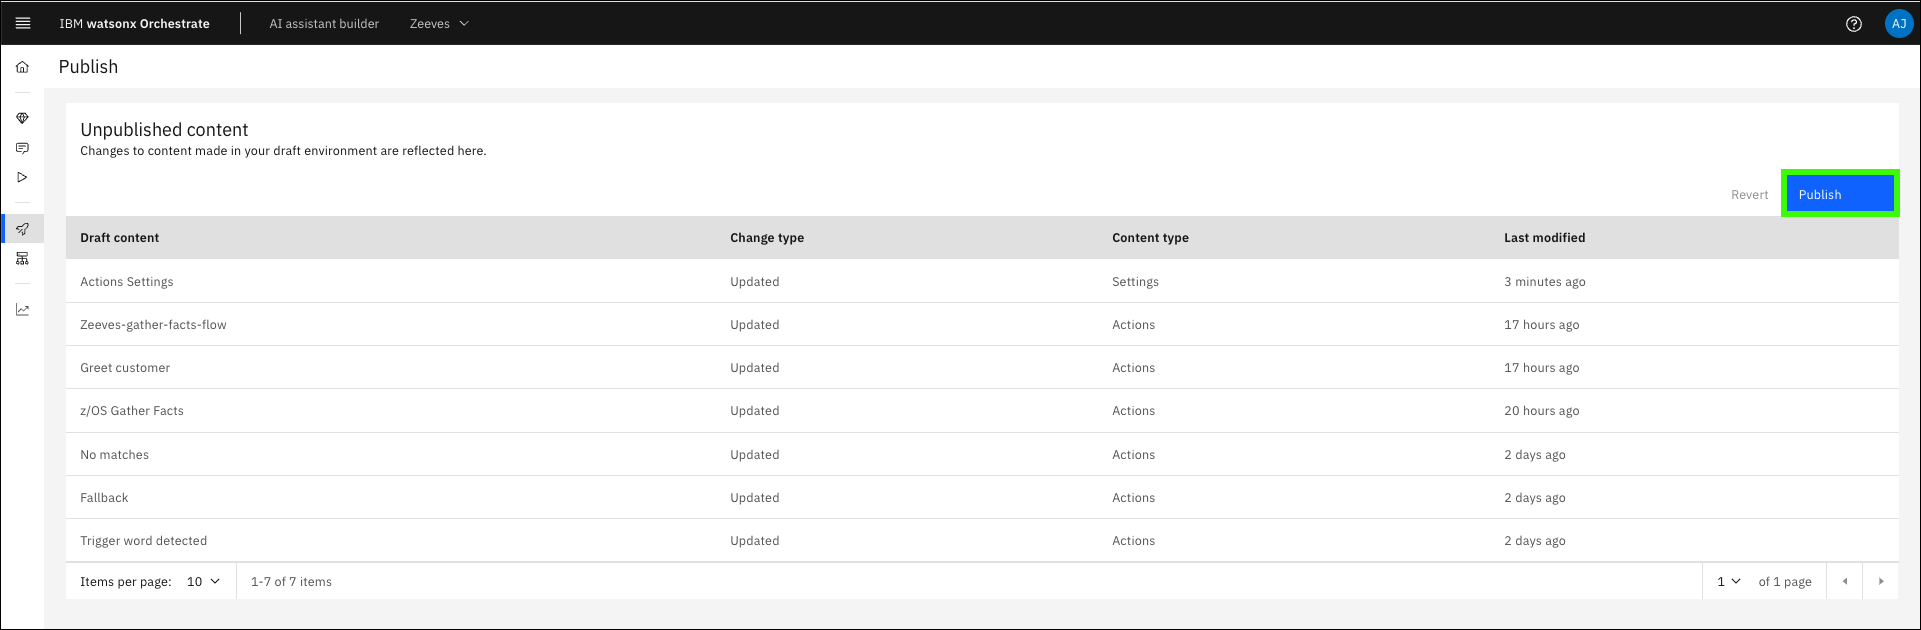 IBM watsonx Orchestrate AI assistant builder Zeeves AJ
Publish
Unpublished content
Changes to content made in your draft environment are reflected here.
Revert Publish
Draft content Change type Content type Last modified
Actions Settings Updated Settings 3 minutes ago
Zeeves-gather-facts-flow Updated Actions 17 hours ago
Greet customer Updated Actions 17 hours ago
z/OS Gather Facts Updated Actions 20 hours ago
No matches Updated Actions 2 days ago
Fallback Updated Actions 2 days ago
Trigger word detected Updated Actions 2 days ago
Items per page: 10 1-7 of 7 items 1 of 1 page